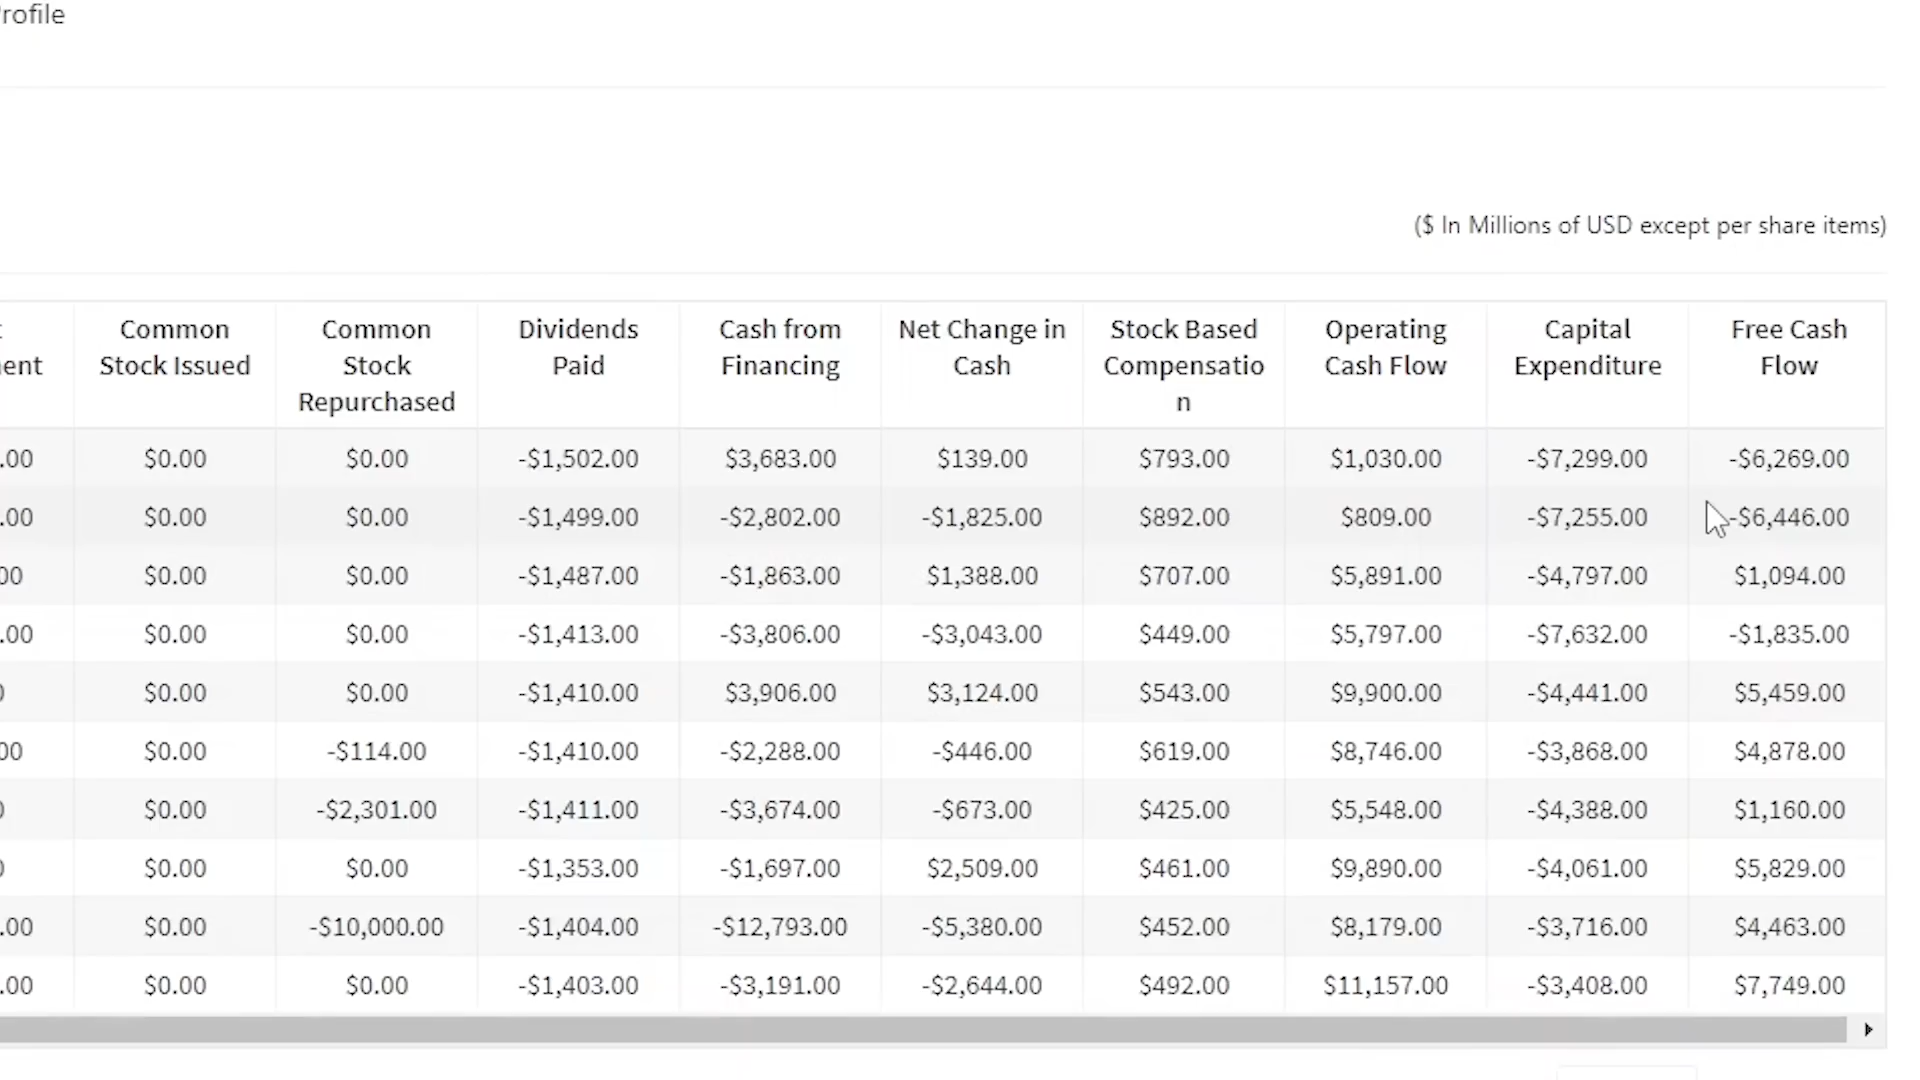 rofile
($ In Millions of USD except per share items)
ent Common Stock Issued Common Stock Repurchased Dividends Paid Cash from Financing Net Change in Cash Stock Based Compensatio n Operating Cash Flow Capital Expenditure Free Cash Flow
.00 $0.00 $0.00 -$1,502.00 $3,683.00 $139.00 $793.00 $1,030.00 -$7,299.00 -$6,269.00
.00 $0.00 $0.00 -$1,499.00 -$2,802.00 -$1,825.00 $892.00 $809.00 -$7,255.00 -$6,446.00
00 $0.00 $0.00 -$1,487.00 -$1,863.00 $1,388.00 $707.00 $5,891.00 -$4,797.00 $1,094.00
.00 $0.00 $0.00 -$1,413.00 -$3,806.00 -$3,043.00 $449.00 $5,797.00 -$7,632.00 -$1,835.00
$0.00 $0.00 -$1,410.00 $3,906.00 $3,124.00 $543.00 $9,900.00 -$4,441.00 $5,459.00
00 $0.00 -$114.00 -$1,410.00 -$2,288.00 -$446.00 $619.00 $8,746.00 -$3,868.00 $4,878.00
$0.00 -$2,301.00 -$1,411.00 -$3,674.00 -$673.00 $425.00 $5,548.00 -$4,388.00 $1,160.00
$0.00 $0.00 -$1,353.00 -$1,697.00 $2,509.00 $461.00 $9,890.00 -$4,061.00 $5,829.00
.00 $0.00 -$10,000.00 -$1,404.00 -$12,793.00 -$5,380.00 $452.00 $8,179.00 -$3,716.00 $4,463.00
.00 $0.00 $0.00 -$1,403.00 -$3,191.00 -$2,644.00 $492.00 $11,157.00 -$3,408.00 $7,749.00